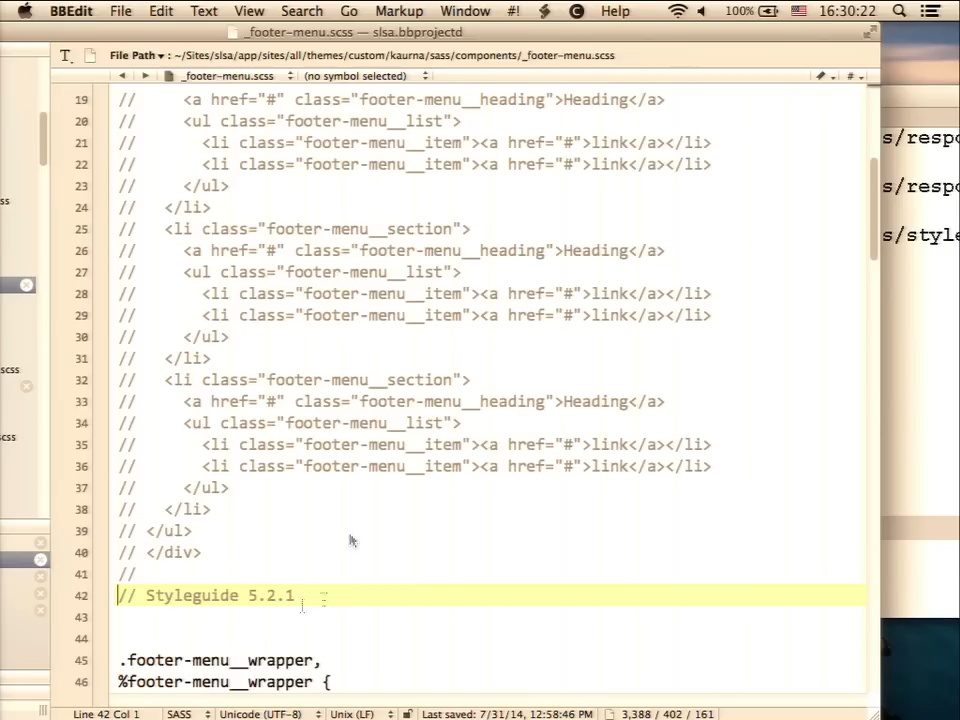 BBEdit File Edit Text View Search Go Markup Window #! Help 100% 16:30:22
_footer-menu.scss — slsa.bbprojectd
File Path : ~/Sites/slsa/app/sites/all/themes/custom/kaurna/sass/components/_footer-menu.scss
_footer-menu.scss (no symbol selected) #
19 // <a href="#" class="footer-menu__heading">Heading</a>
20 // <ul class="footer-menu__list">
21 // <li class="footer-menu__item"><a href="#">link</a></li>
22 // <li class="footer-menu__item"><a href="#">link</a></li>
23 // </ul>
24 // </li>
25 // <li class="footer-menu__section">
26 // <a href="#" class="footer-menu__heading">Heading</a>
27 // <ul class="footer-menu__list">
28 // <li class="footer-menu__item"><a href="#">link</a></li>
29 // <li class="footer-menu__item"><a href="#">link</a></li>
30 // </ul>
31 // </li>
32 // <li class="footer-menu__section">
33 // <a href="#" class="footer-menu__heading">Heading</a>
34 // <ul class="footer-menu__list">
35 // <li class="footer-menu__item"><a href="#">link</a></li>
36 // <li class="footer-menu__item"><a href="#">link</a></li>
37 // </ul>
38 // </li>
39 // </ul>
40 // </div>
41 //
42 // Styleguide 5.2.1
43
44
45 .footer-menu__wrapper,
46 %footer-menu__wrapper {
Line 42 Col 1 SASS Unicode (UTF-8) Unix (LF) Last saved: 7/31/14, 12:58:46 PM 3,388 / 402 / 161
ss
scss
css
s/respo
s/respo
s/style